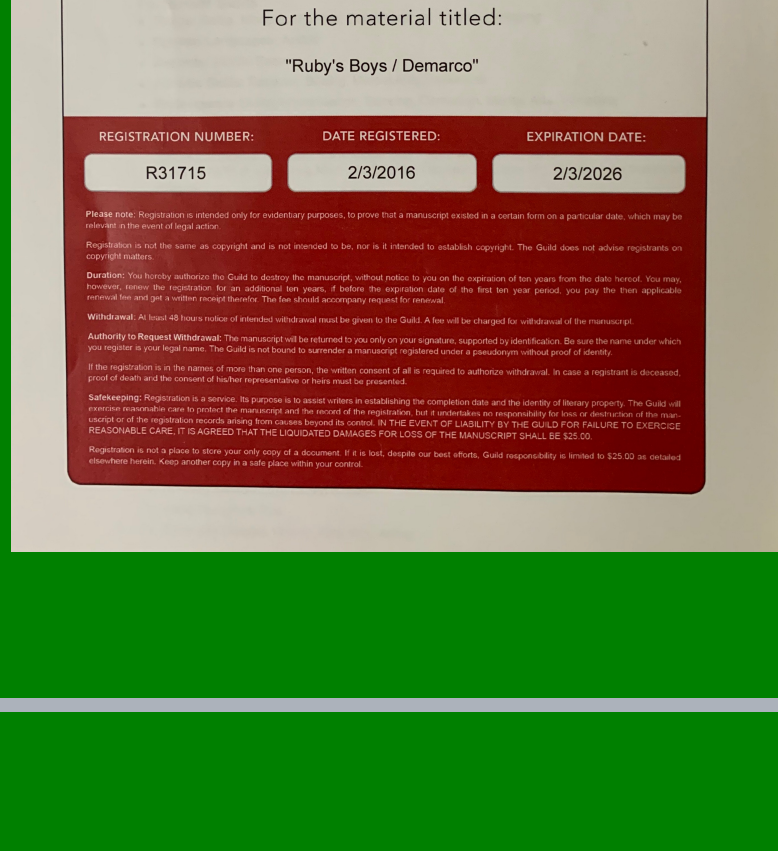 For the material titled:
"Ruby's Boys / Demarco"
REGISTRATION NUMBER: DATE REGISTERED: EXPIRATION DATE:
R31715 2/3/2016 2/3/2026
Please note: Registration is intended only for evidentiary purposes, to prove that a manuscript existed in a certain form on a particular date, which may be
relevant in the event of legal action.
Registration is not the same as copyright and is not intended to be, nor is it intended to establish copyright. The Guild does not advise registrants on
copyright matters.
Duration: You hereby authorize the Guild to destroy the manuscript, without notice to you on the expiration of ten years from the date hereof. You may,
however, renew the registration for an additional ten years, if before the expiration date of the first ten year period, you pay the then applicable
renewal fee and get a written receipt therefor. The fee should accompany request for renewal.
Withdrawal: At least 48 hours notice of intended withdrawal must be given to the Guild. A fee will be charged for withdrawal of the manuscript.
Authority to Request Withdrawal: The manuscript will be returned to you only on your signature, supported by identification. Be sure the name under which
you register is your legal name. The Guild is not bound to surrender a manuscript registered under a pseudonym without proof of identity.
If the registration is in the names of more than one person, the written consent of all is required to authorize withdrawal. In case a registrant is deceased,
proof of death and the consent of his/her representative or heirs must be presented.
Safekeeping: Registration is a service. Its purpose is to assist writers in establishing the completion date and the identity of literary property. The Guild will
exercise reasonable care to protect the manuscript and the record of the registration, but it undertakes no responsibility for loss or destruction of the man-
uscript or of the registration records arising from causes beyond its control. IN THE EVENT OF LIABILITY BY THE GUILD FOR FAILURE TO EXERCISE
REASONABLE CARE, IT IS AGREED THAT THE LIQUIDATED DAMAGES FOR LOSS OF THE MANUSCRIPT SHALL BE $25.00.
Registration is not a place to store your only copy of a document. If it is lost, despite our best efforts, Guild responsibility is limited to $25.00 as detailed
elsewhere herein. Keep another copy in a safe place within your control.